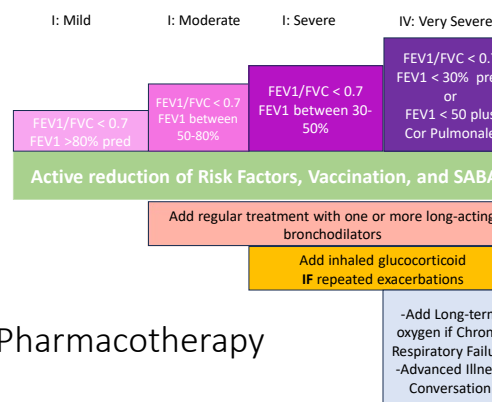 I: Mild
I: Moderate
I: Severe
IV: Very Severe
FEV1/FVC < 0.7
FEV1 >80% pred
FEV1/FVC < 0.7
FEV1 between
50-80%
FEV1/FVC < 0.7
FEV1 between 30-
50%
FEV1/FVC < 0.7
FEV1 < 30% pre
or
FEV1 < 50 plus
Cor Pulmonale
Active reduction of Risk Factors, Vaccination, and SABA
Add regular treatment with one or more long-acting
bronchodilators
Add inhaled glucocorticoid
IF repeated exacerbations
-Add Long-term
oxygen if Chron
Respiratory Failu
-Advanced Illne
Conversation
Pharmacotherapy